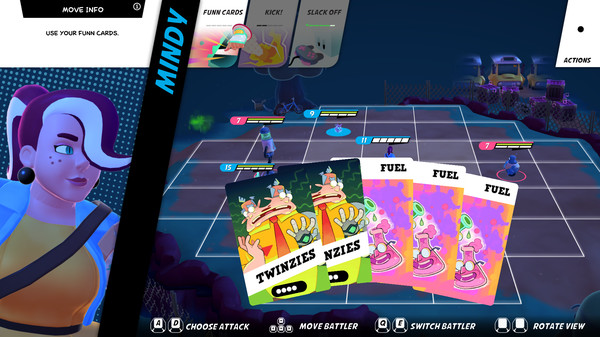 MOVE INFO
USE YOUR FUNN CARDS.
MINDY
FUNN CARDS
KICK!
SLACK OFF
ACTIONS
7
9
11
7
15
TWINZIES
NZIES
FUEL
FUEL
FUEL
A D CHOOSE ATTACK
MOVE BATTLER
Q E SWITCH BATTLER
ROTATE VIEW